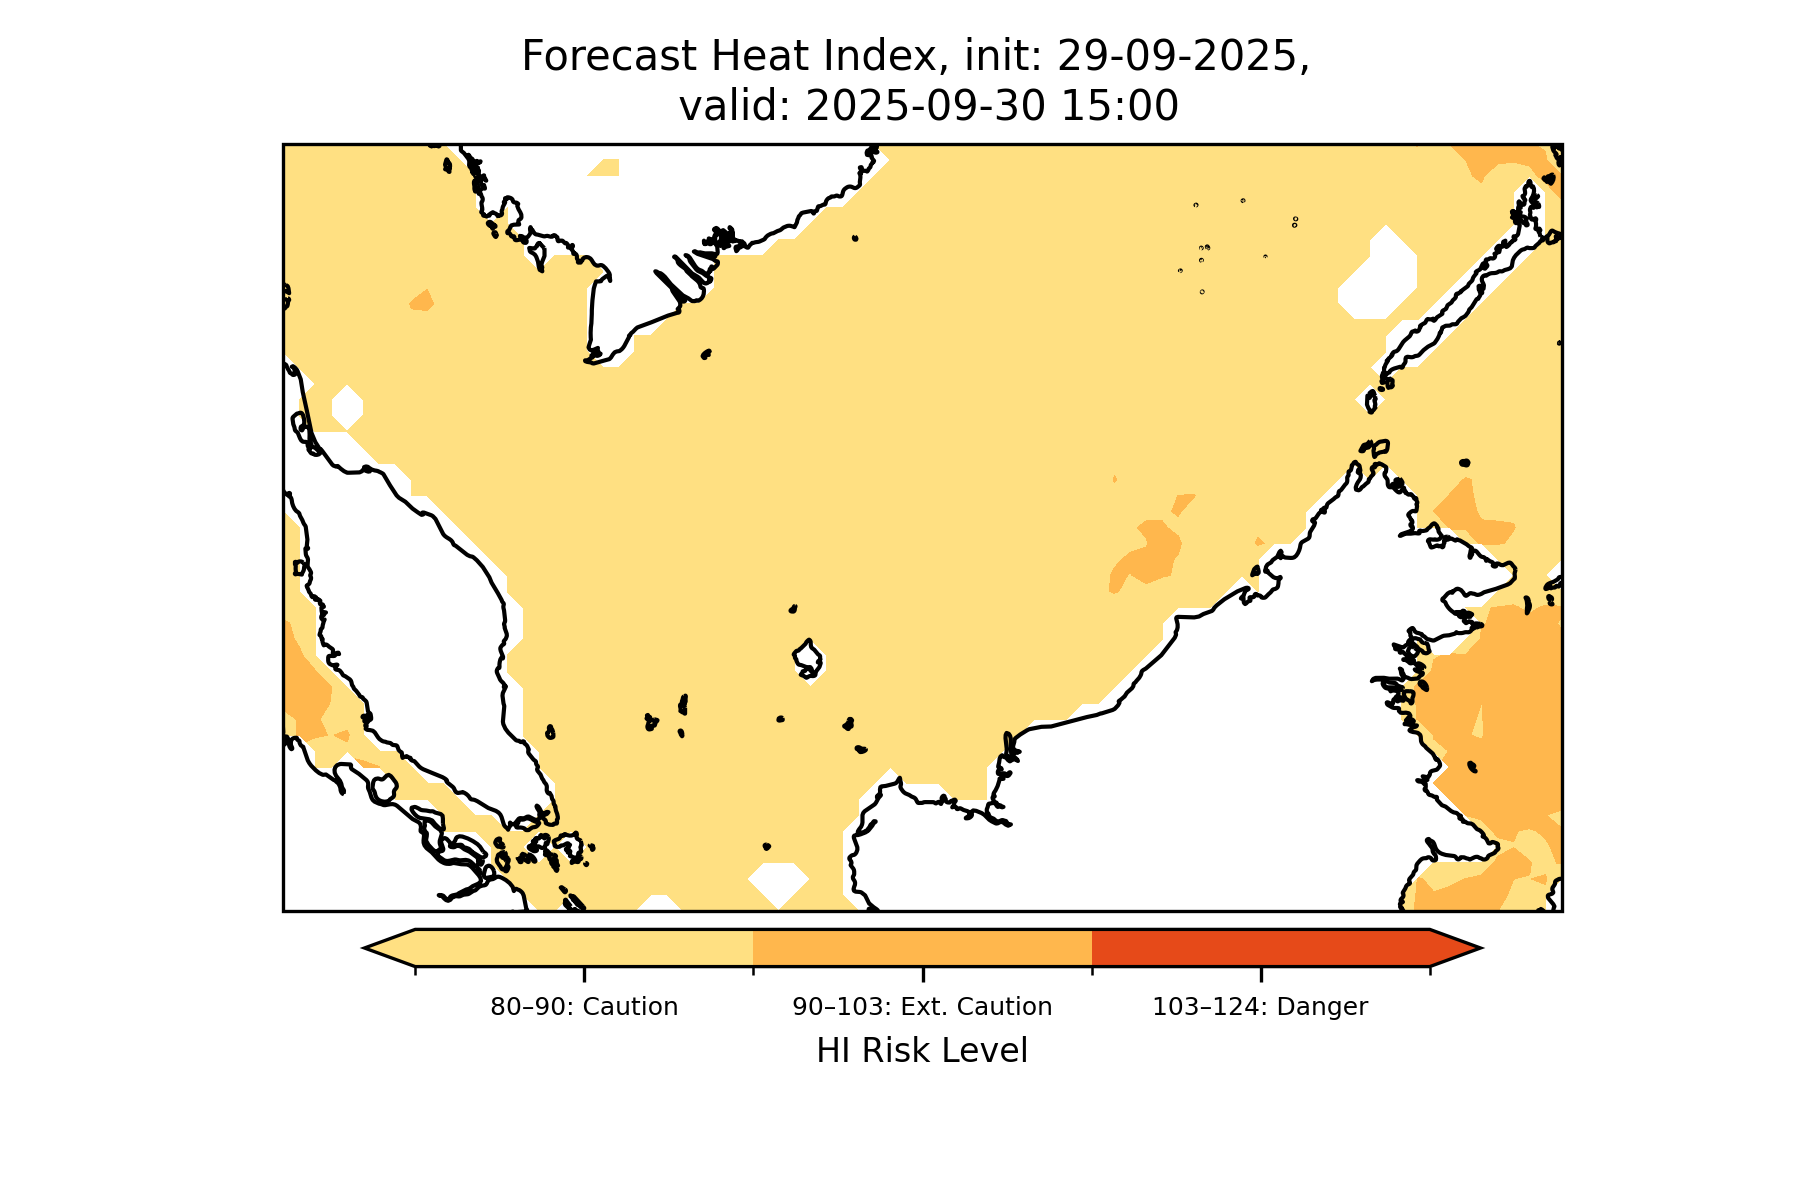 Forecast Heat Index, init: 29-09-2025,
valid: 2025-09-30 15:00
80–90: Caution
90–103: Ext. Caution
103–124: Danger
HI Risk Level